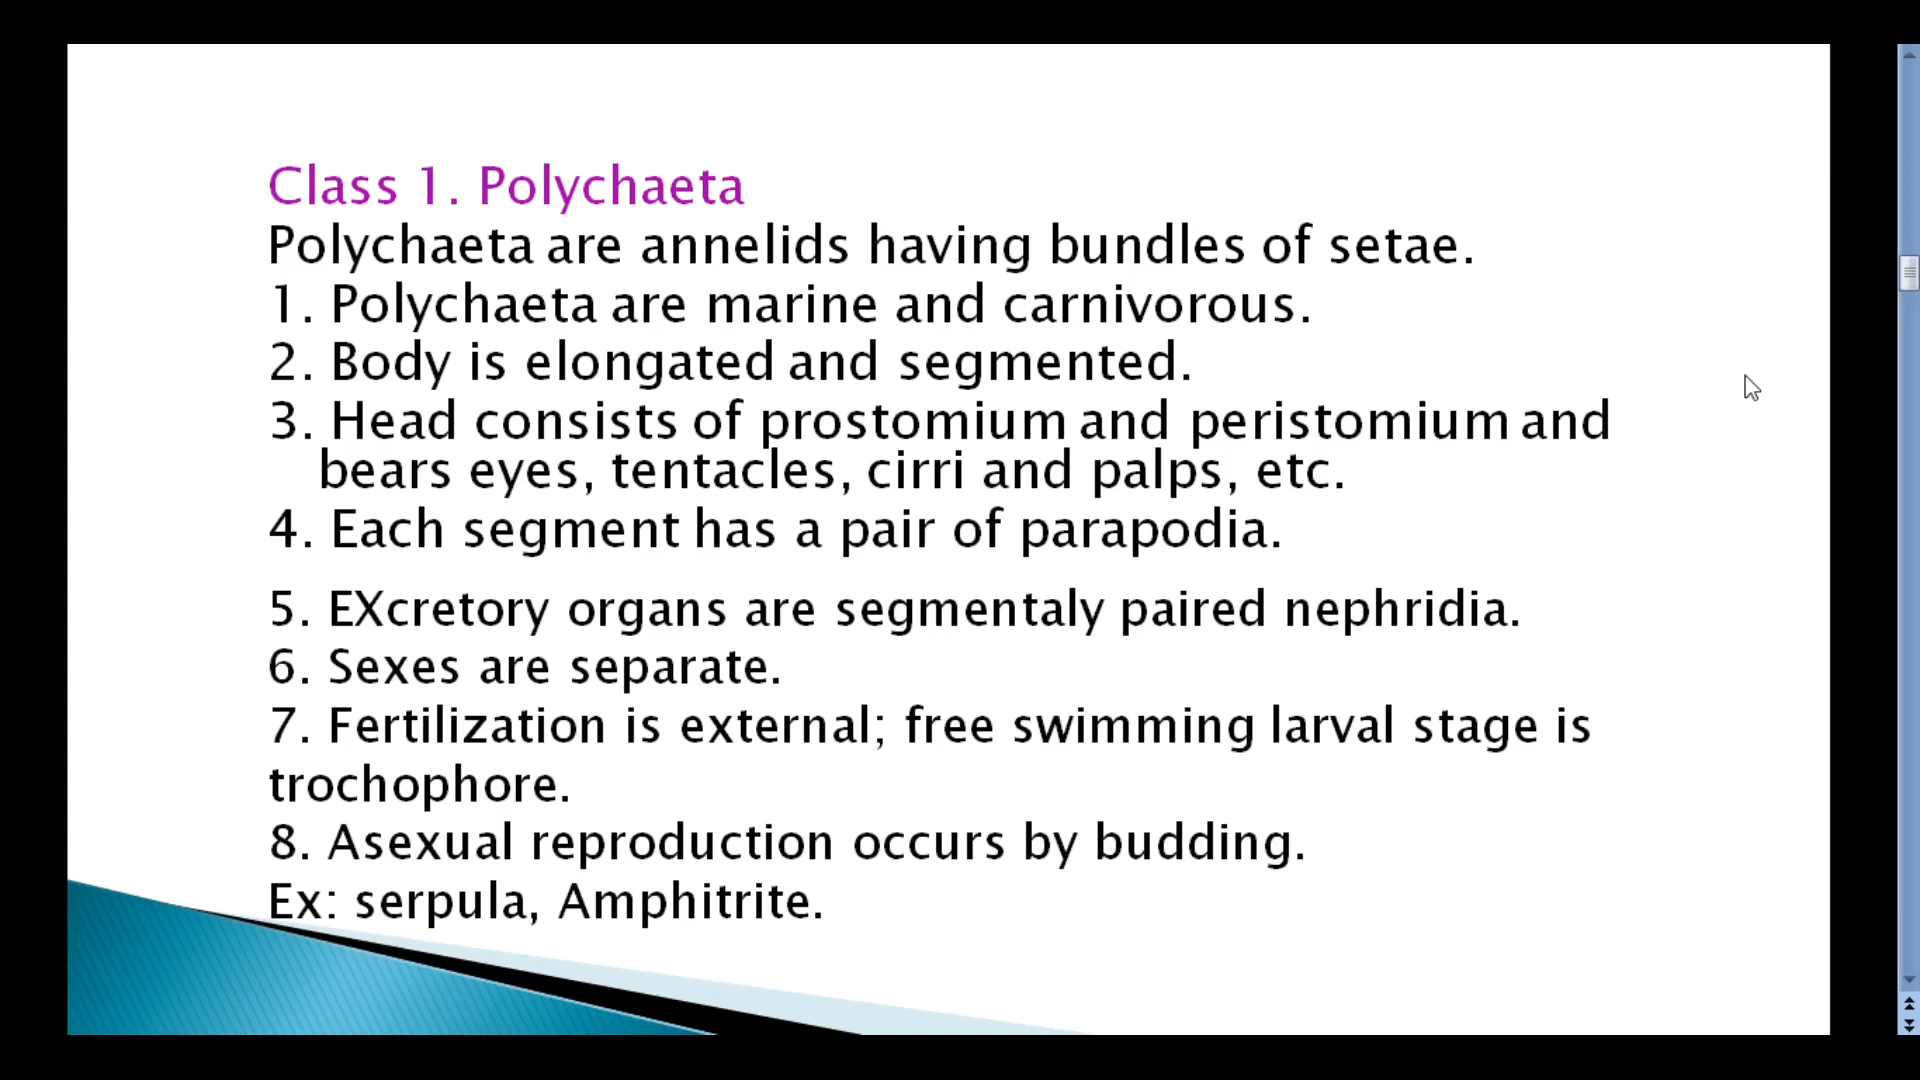 Class 1. Polychaeta
Polychaeta are annelids having bundles of setae.
1. Polychaeta are marine and carnivorous.
2. Body is elongated and segmented.
3. Head consists of prostomium and peristomium and
bears eyes, tentacles, cirri and palps, etc.
4. Each segment has a pair of parapodia.
5. EXcretory organs are segmentaly paired nephridia.
6. Sexes are separate.
7. Fertilization is external; free swimming larval stage is
trochophore.
8. Asexual reproduction occurs by budding.
Ex: serpula, Amphitrite.